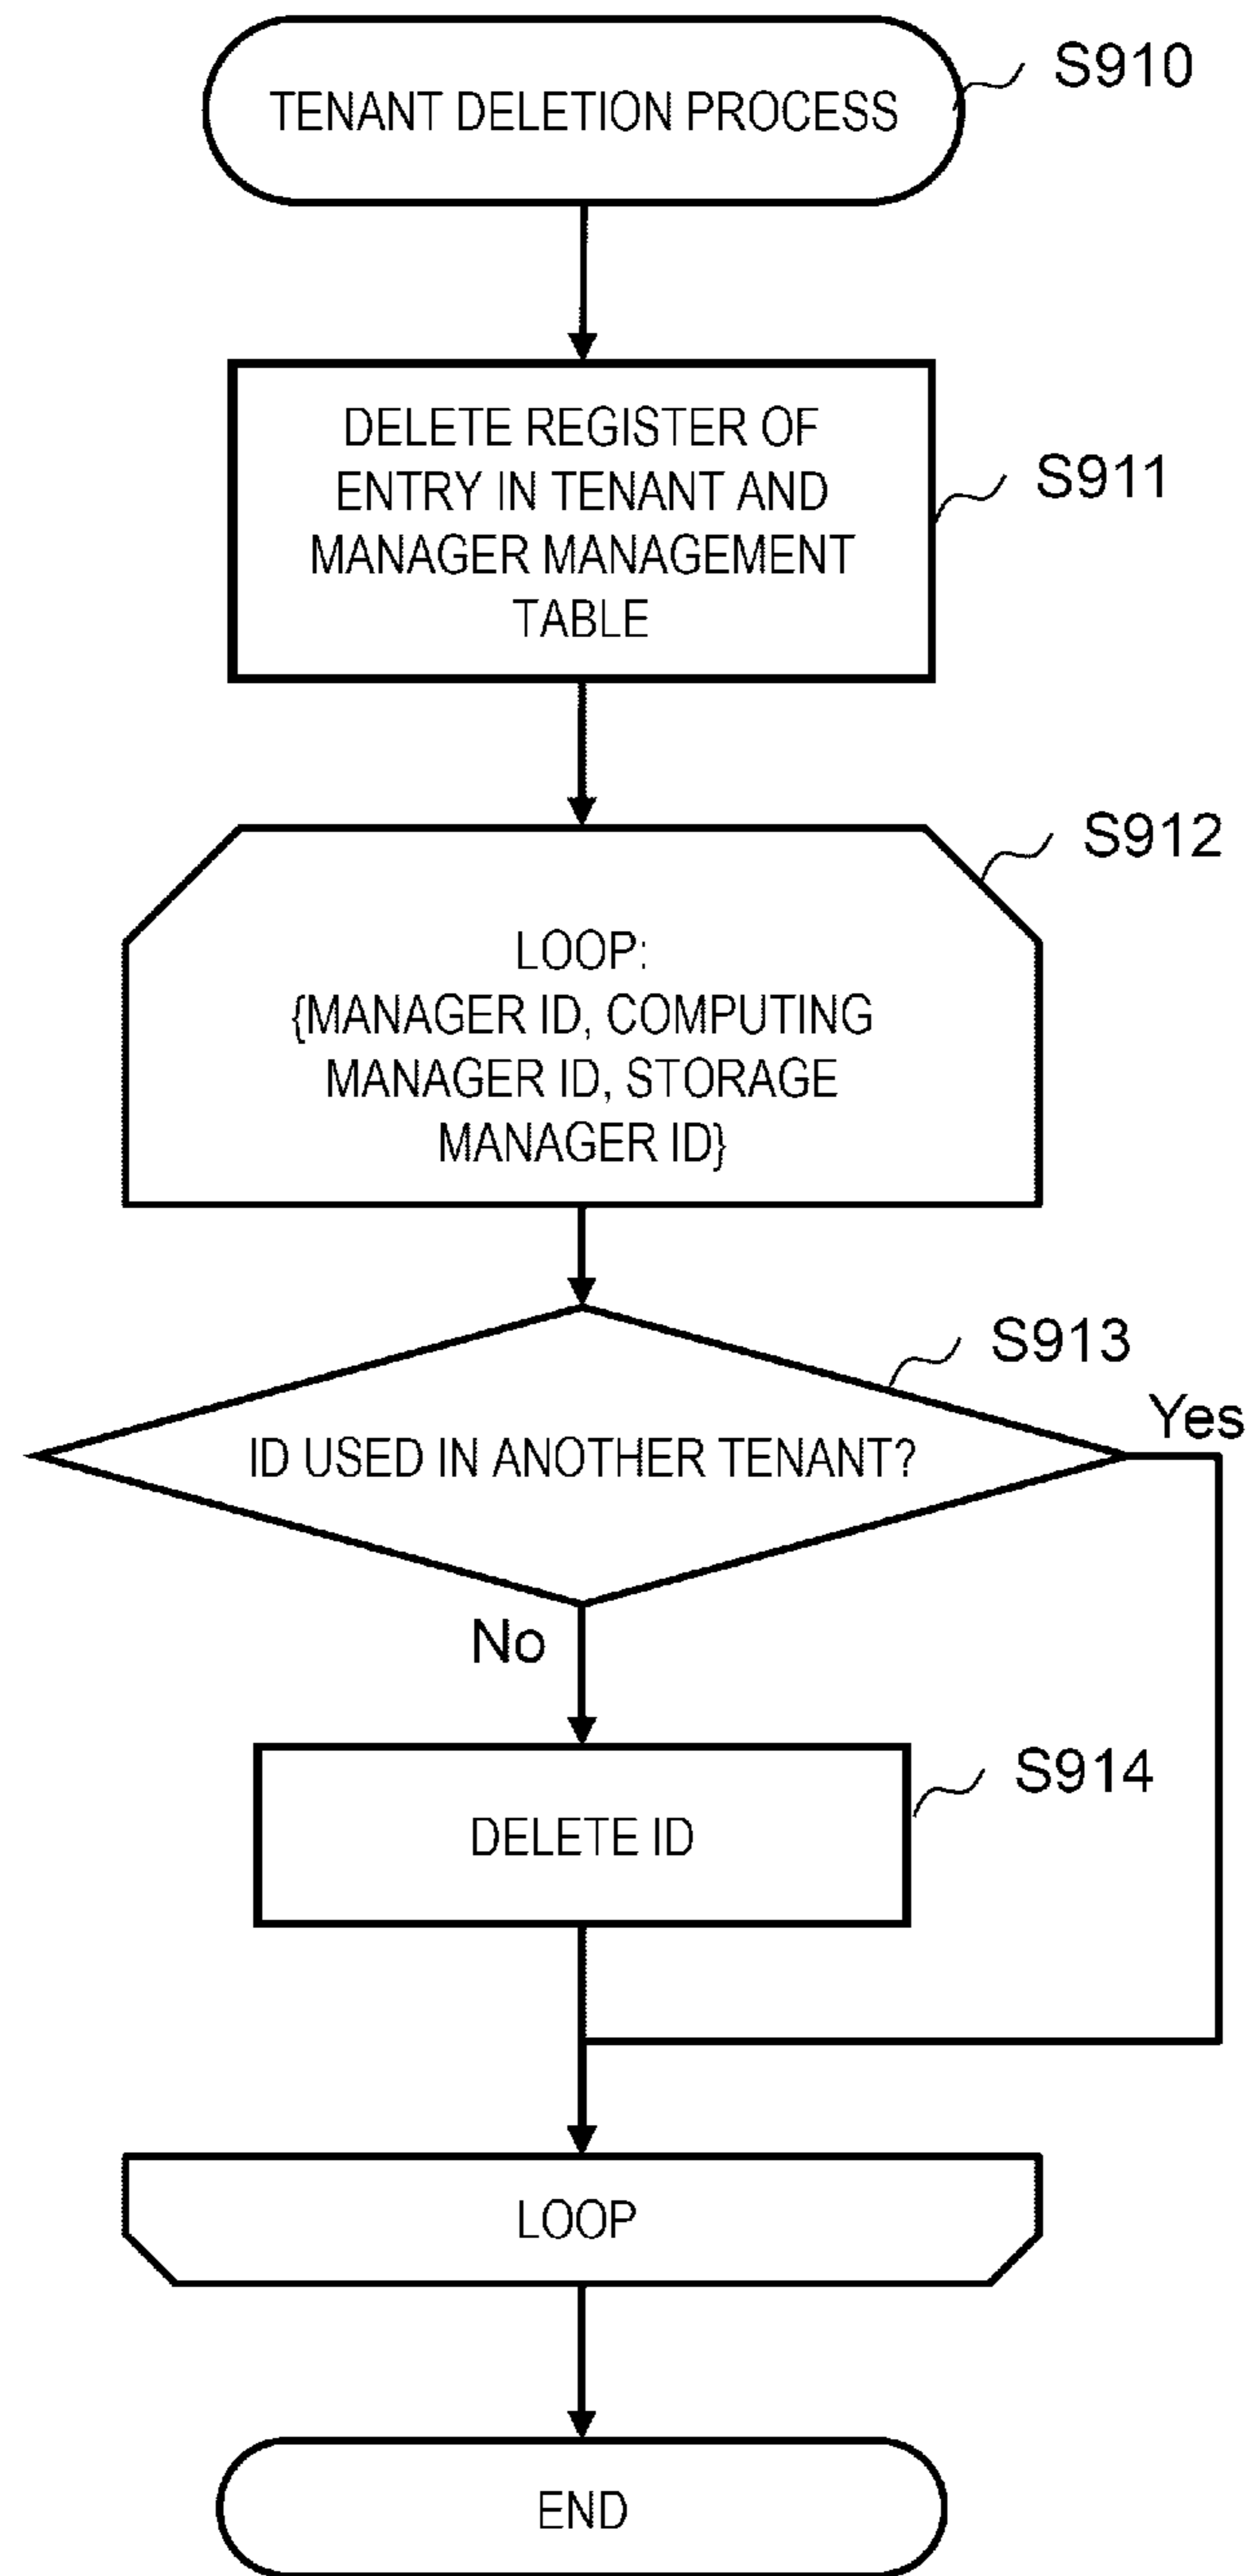 TENANT DELETION PROCESS
S910
DELETE REGISTER OF
ENTRY IN TENANT AND
MANAGER MANAGEMENT
TABLE
S911
S912
LOOP:
{MANAGER ID, COMPUTING
MANAGER ID, STORAGE
MANAGER ID}
S913
Yes
ID USED IN ANOTHER TENANT?
No
S914
DELETE ID
LOOP
END